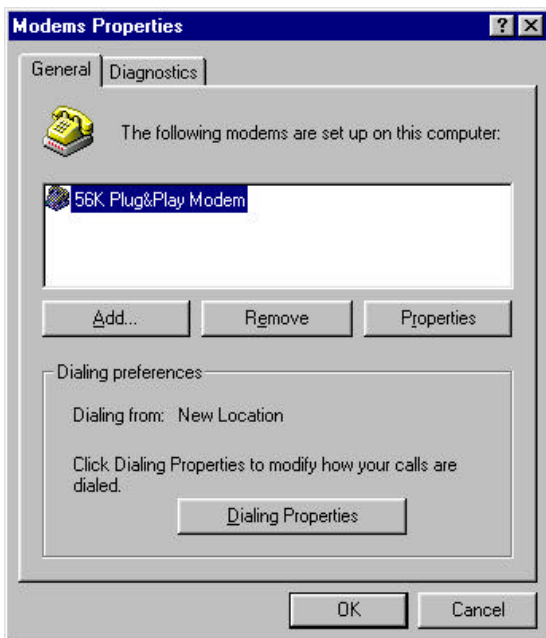 Modems Properties
General
Diagnostics
The following modems are set up on this computer:
56K Plug&Play Modem
Add...
Remove
Properties
Dialing preferences
Dialing from: New Location
Click Dialing Properties to modify how your calls are
dialed.
Dialing Properties
OK
Cancel